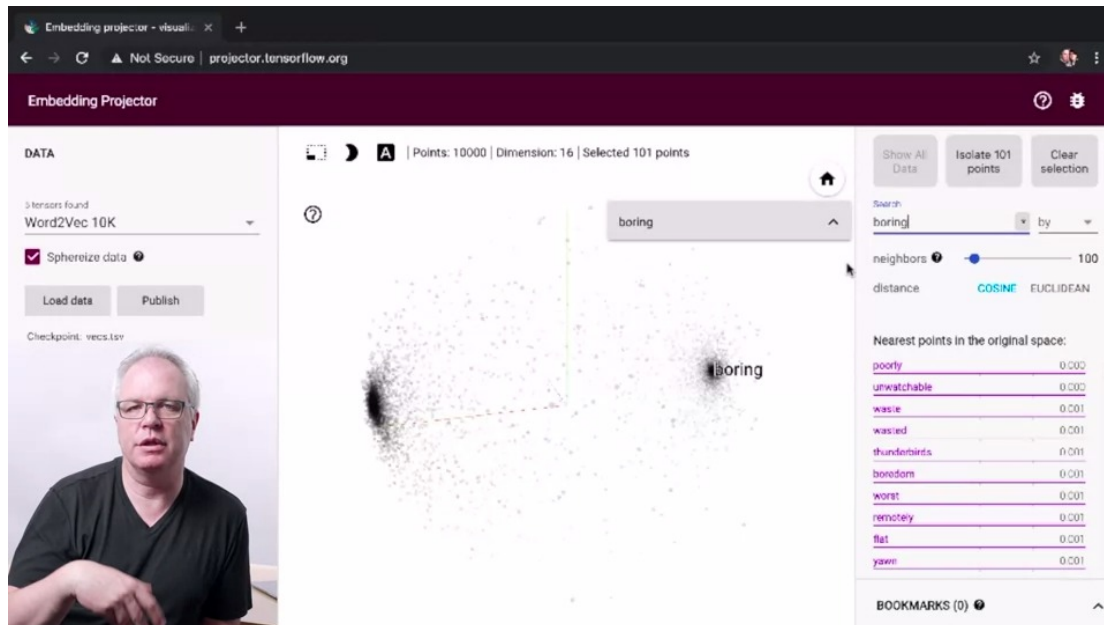 Embedding projector - visuali
Not Secure | projector.tensorflow.org
Embedding Projector
DATA
5 tensors found
Word2Vec 10K
Sphereize data
Load data
Publish
Checkpoint: vecs.tsv
A | Points: 10000 | Dimension: 16 | Selected 101 points
boring
boring
Show All Data
Isolate 101 points
Clear selection
Search
boring
by
neighbors
100
distance
COSINE
EUCLIDEAN
Nearest points in the original space:
poorly 0.000
unwatchable 0.000
waste 0.001
wasted 0.001
thunderbirds 0.001
boredom 0.001
worst 0.001
remotely 0.001
flat 0.001
yawn 0.001
BOOKMARKS (0)